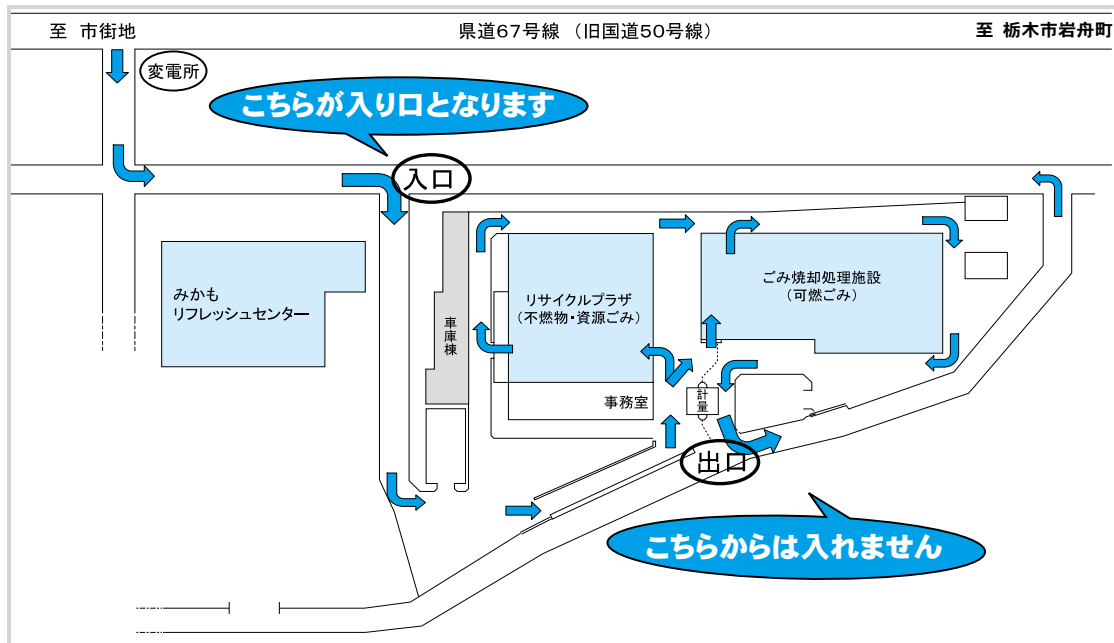 至 市街地
県道67号線（旧国道50号線）
至 栃木市岩舟町
変電所
こちらが入り口となります
入口
みかも
リフレッシュセンター
車庫棟
リサイクルプラザ
（不燃物・資源ごみ）
ごみ焼却処理施設
（可燃ごみ）
事務室
計量
出口
こちらからは入れません